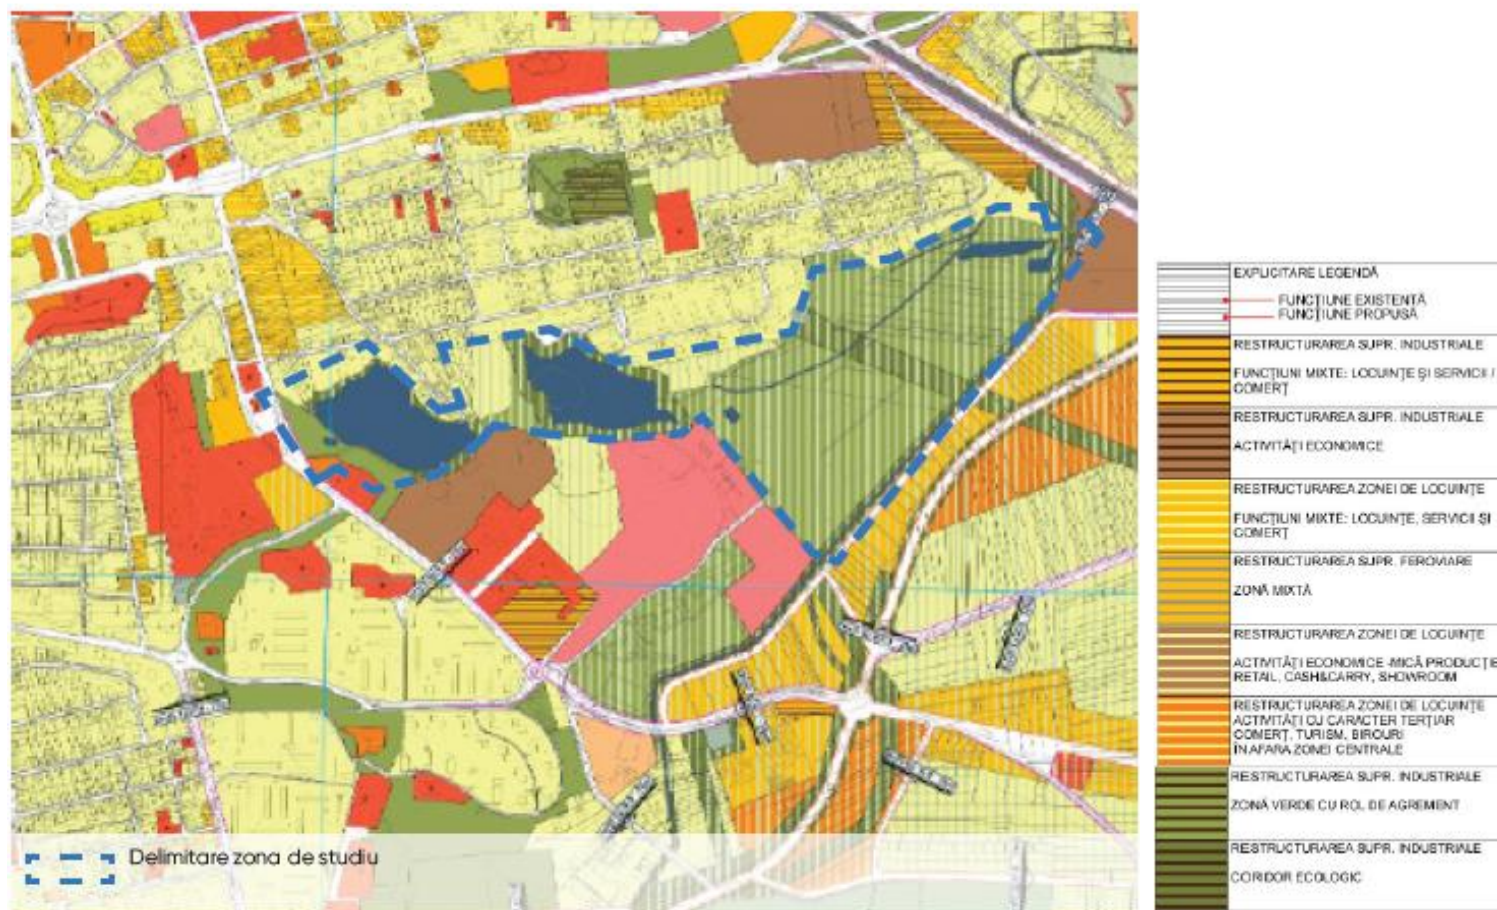 EXPLICITARE LEGENDĂ
FUNCȚIUNE EXISTENTĂ
FUNCȚIUNE PROPUSĂ
RESTRUCTURAREA SUPR. INDUSTRIALE
FUNCȚIUNI MIXTE: LOCUINȚE ȘI SERVICII /
COMERȚ
RESTRUCTURAREA SUPR. INDUSTRIALE
ACTIVITĂȚI ECONOMICE
RESTRUCTURAREA ZONEI DE LOCUINȚE
FUNCȚIUNI MIXTE: LOCUINȚE, SERVICII ȘI
COMERȚ
RESTRUCTURAREA SUPR. FEROVIARE
ZONĂ MIXTĂ
RESTRUCTURAREA ZONEI DE LOCUINȚE
ACTIVITĂȚI ECONOMICE -MICĂ PRODUCȚIE
RETAIL, CASH&CARRY, SHOWROOM
RESTRUCTURAREA ZONEI DE LOCUINȚE
ACTIVITĂȚI CU CARACTER TERȚIAR
COMERȚ, TURISM, BIROURI
ÎN AFARA ZONEI CENTRALE
RESTRUCTURAREA SUPR. INDUSTRIALE
ZONĂ VERDE CU ROL DE AGREMENT
RESTRUCTURAREA SUPR. INDUSTRIALE
CORIDOR ECOLOGIC
Delimitare zona de studiu